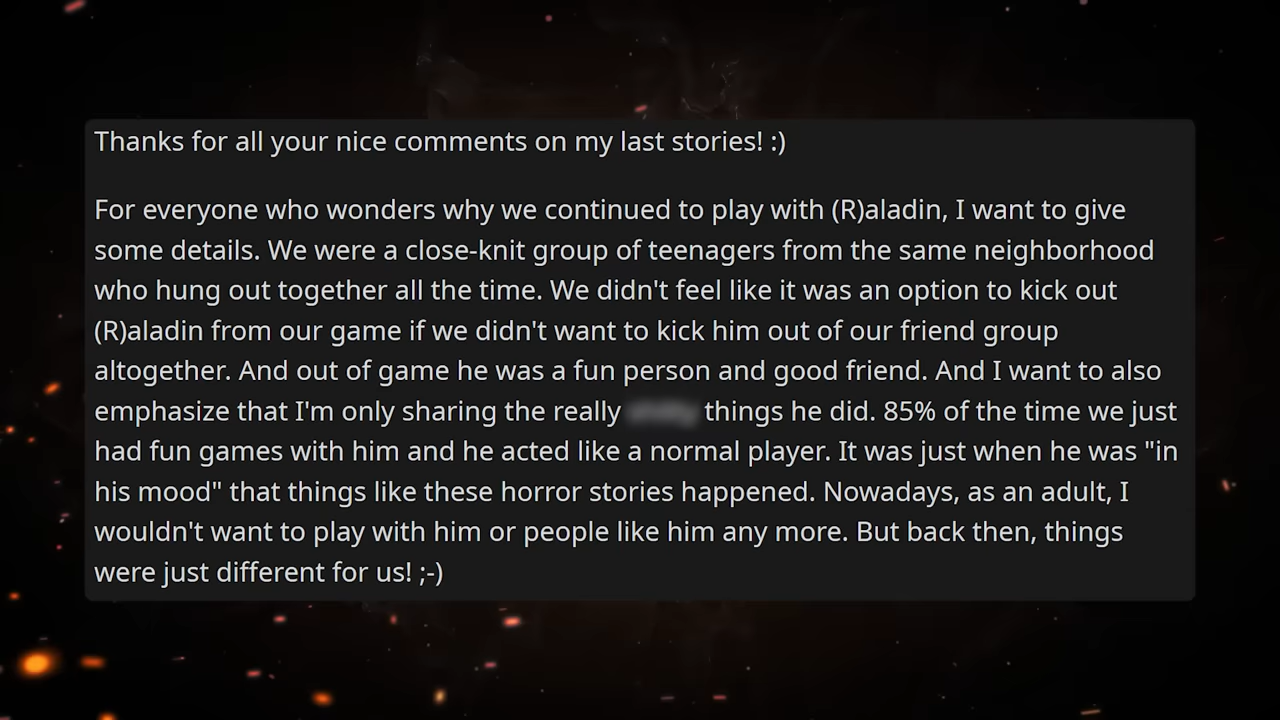 Thanks for all your nice comments on my last stories! :)
For everyone who wonders why we continued to play with (R)aladin, I want to give
some details. We were a close-knit group of teenagers from the same neighborhood
who hung out together all the time. We didn't feel like it was an option to kick out
(R)aladin from our game if we didn't want to kick him out of our friend group
altogether. And out of game he was a fun person and good friend. And I want to also
emphasize that I'm only sharing the really things he did. 85% of the time we just
had fun games with him and he acted like a normal player. It was just when he was "in
his mood" that things like these horror stories happened. Nowadays, as an adult, I
wouldn't want to play with him or people like him any more. But back then, things
were just different for us! ;-)